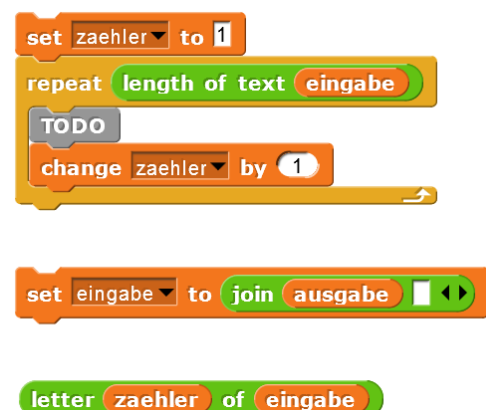 set zaehler to 1
repeat length of text eingabe
TODO
change zaehler by 1
set eingabe to join ausgabe
letter zaehler of eingabe